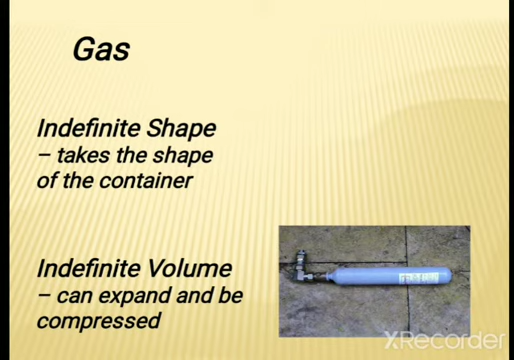 Gas
Indefinite Shape
– takes the shape
of the container
Indefinite Volume
– can expand and be
compressed
XRecorder